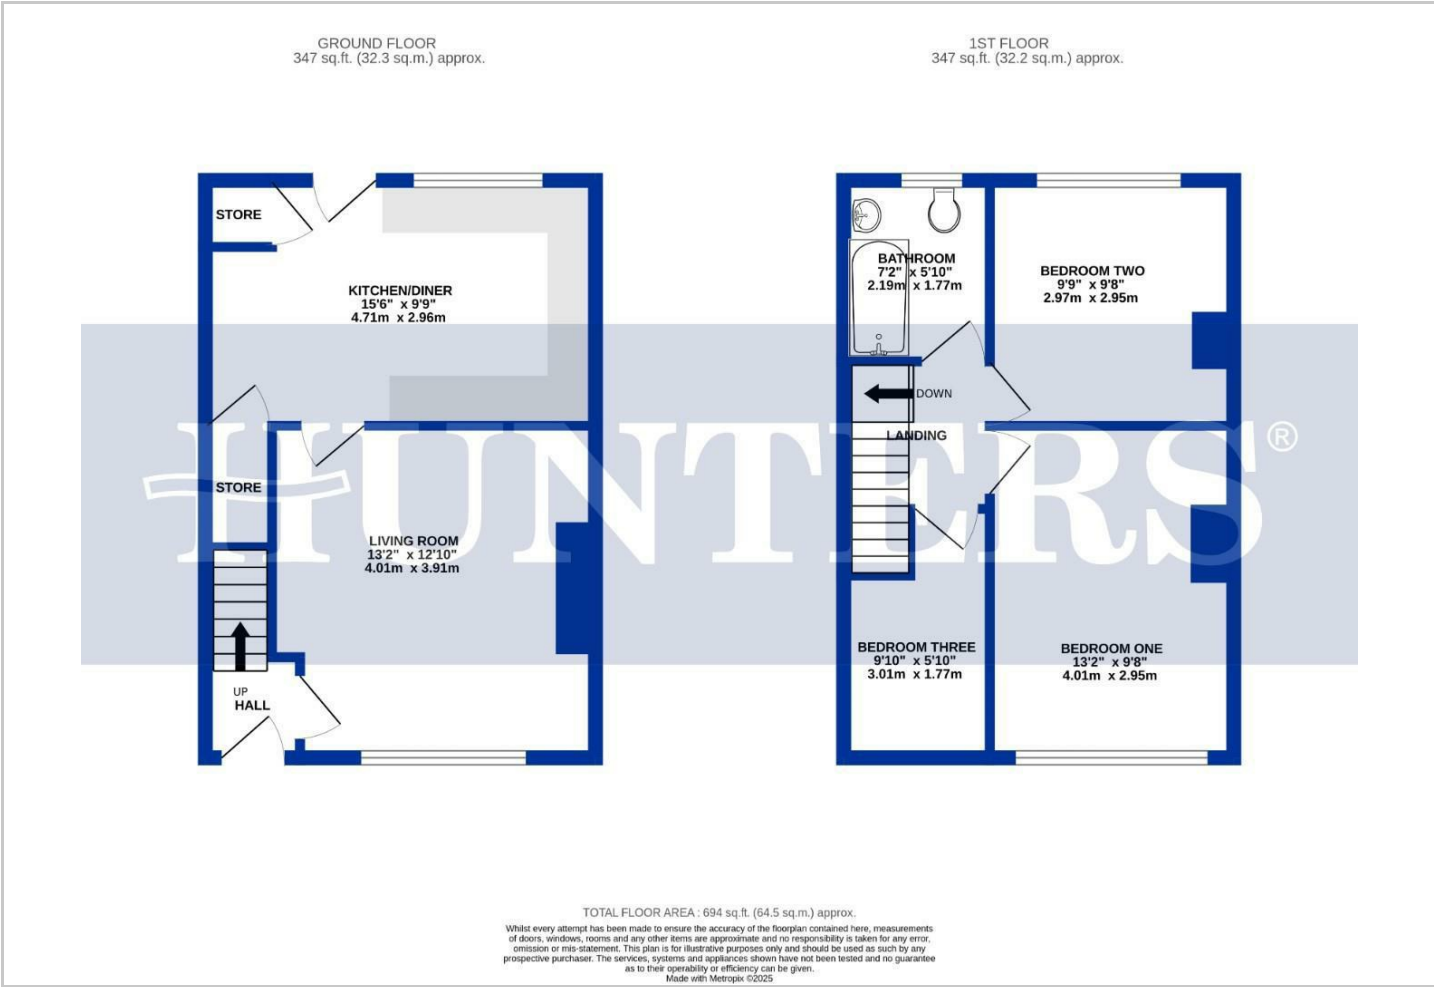 GROUND FLOOR
347 sq.ft. (32.3 sq.m.) approx.
1ST FLOOR
347 sq.ft. (32.2 sq.m.) approx.
STORE
KITCHEN/DINER
15'6" x 9'9"
4.71m x 2.96m
STORE
LIVING ROOM
13'2" x 12'10"
4.01m x 3.91m
UP
HALL
BATHROOM
7'2" x 5'10"
2.19m x 1.77m
BEDROOM TWO
9'9" x 9'8"
2.97m x 2.95m
DOWN
LANDING
BEDROOM THREE
9'10" x 5'10"
3.01m x 1.77m
BEDROOM ONE
13'2" x 9'8"
4.01m x 2.95m
HUNTERS®
TOTAL FLOOR AREA : 694 sq.ft. (64.5 sq.m.) approx.
Whilst every attempt has been made to ensure the accuracy of the floorplan contained here, measurements
of doors, windows, rooms and any other items are approximate and no responsibility is taken for any error,
omission or mis-statement. This plan is for illustrative purposes only and should be used as such by any
prospective purchaser. The services, systems and appliances shown have not been tested and no guarantee
as to their operability or efficiency can be given.
Made with Metropix ©2025